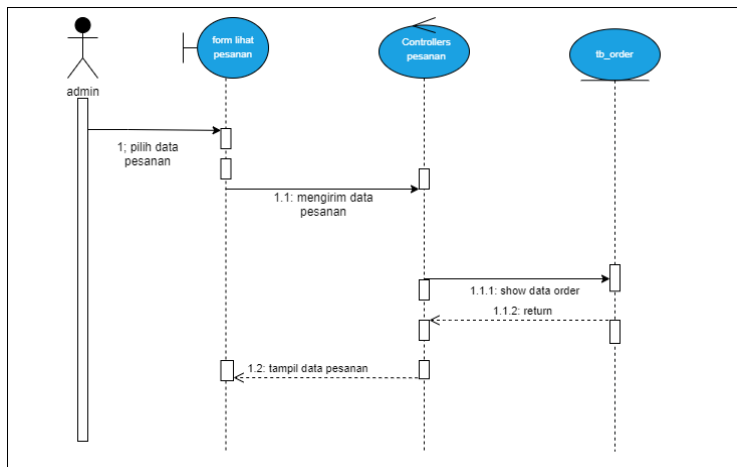 form lihat
pesanan
Controllers
pesanan
tb_order
admin
1; pilih data
pesanan
1.1: mengirim data
pesanan
1.1.1: show data order
1.1.2: return
1.2: tampil data pesanan